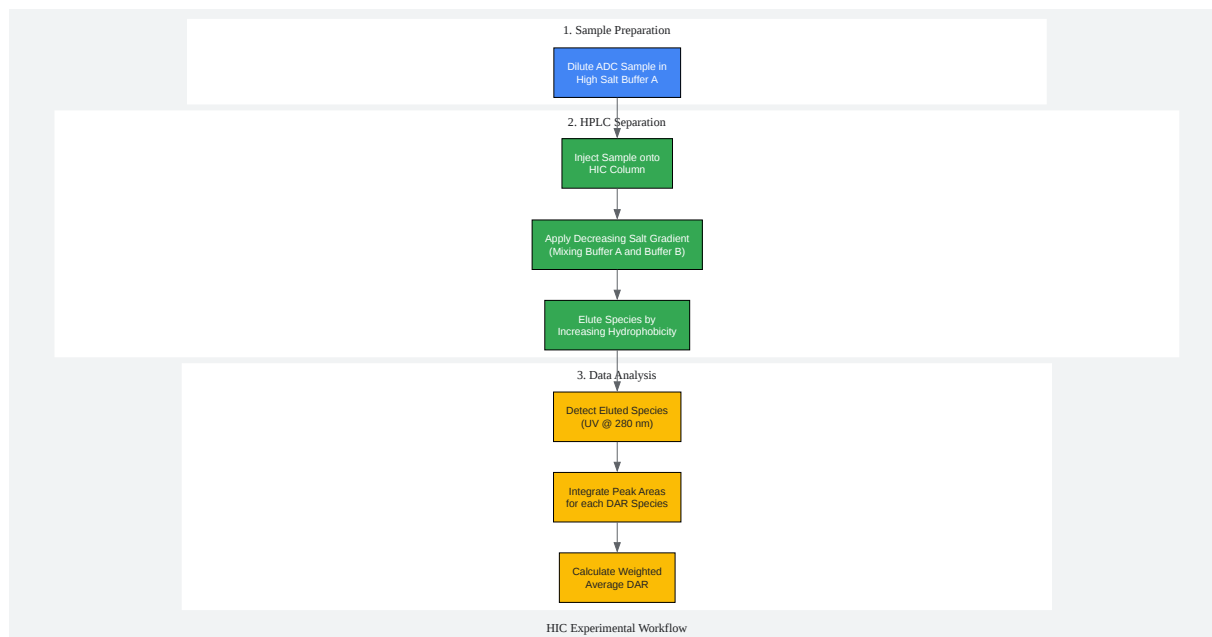 1. Sample Preparation
Dilute ADC Sample in
High Salt Buffer A
2. HPLC Separation
Inject Sample onto
HIC Column
Apply Decreasing Salt Gradient
(Mixing Buffer A and Buffer B)
Elute Species by
Increasing Hydrophobicity
3. Data Analysis
Detect Eluted Species
(UV @ 280 nm)
Integrate Peak Areas
for each DAR Species
Calculate Weighted
Average DAR
HIC Experimental Workflow